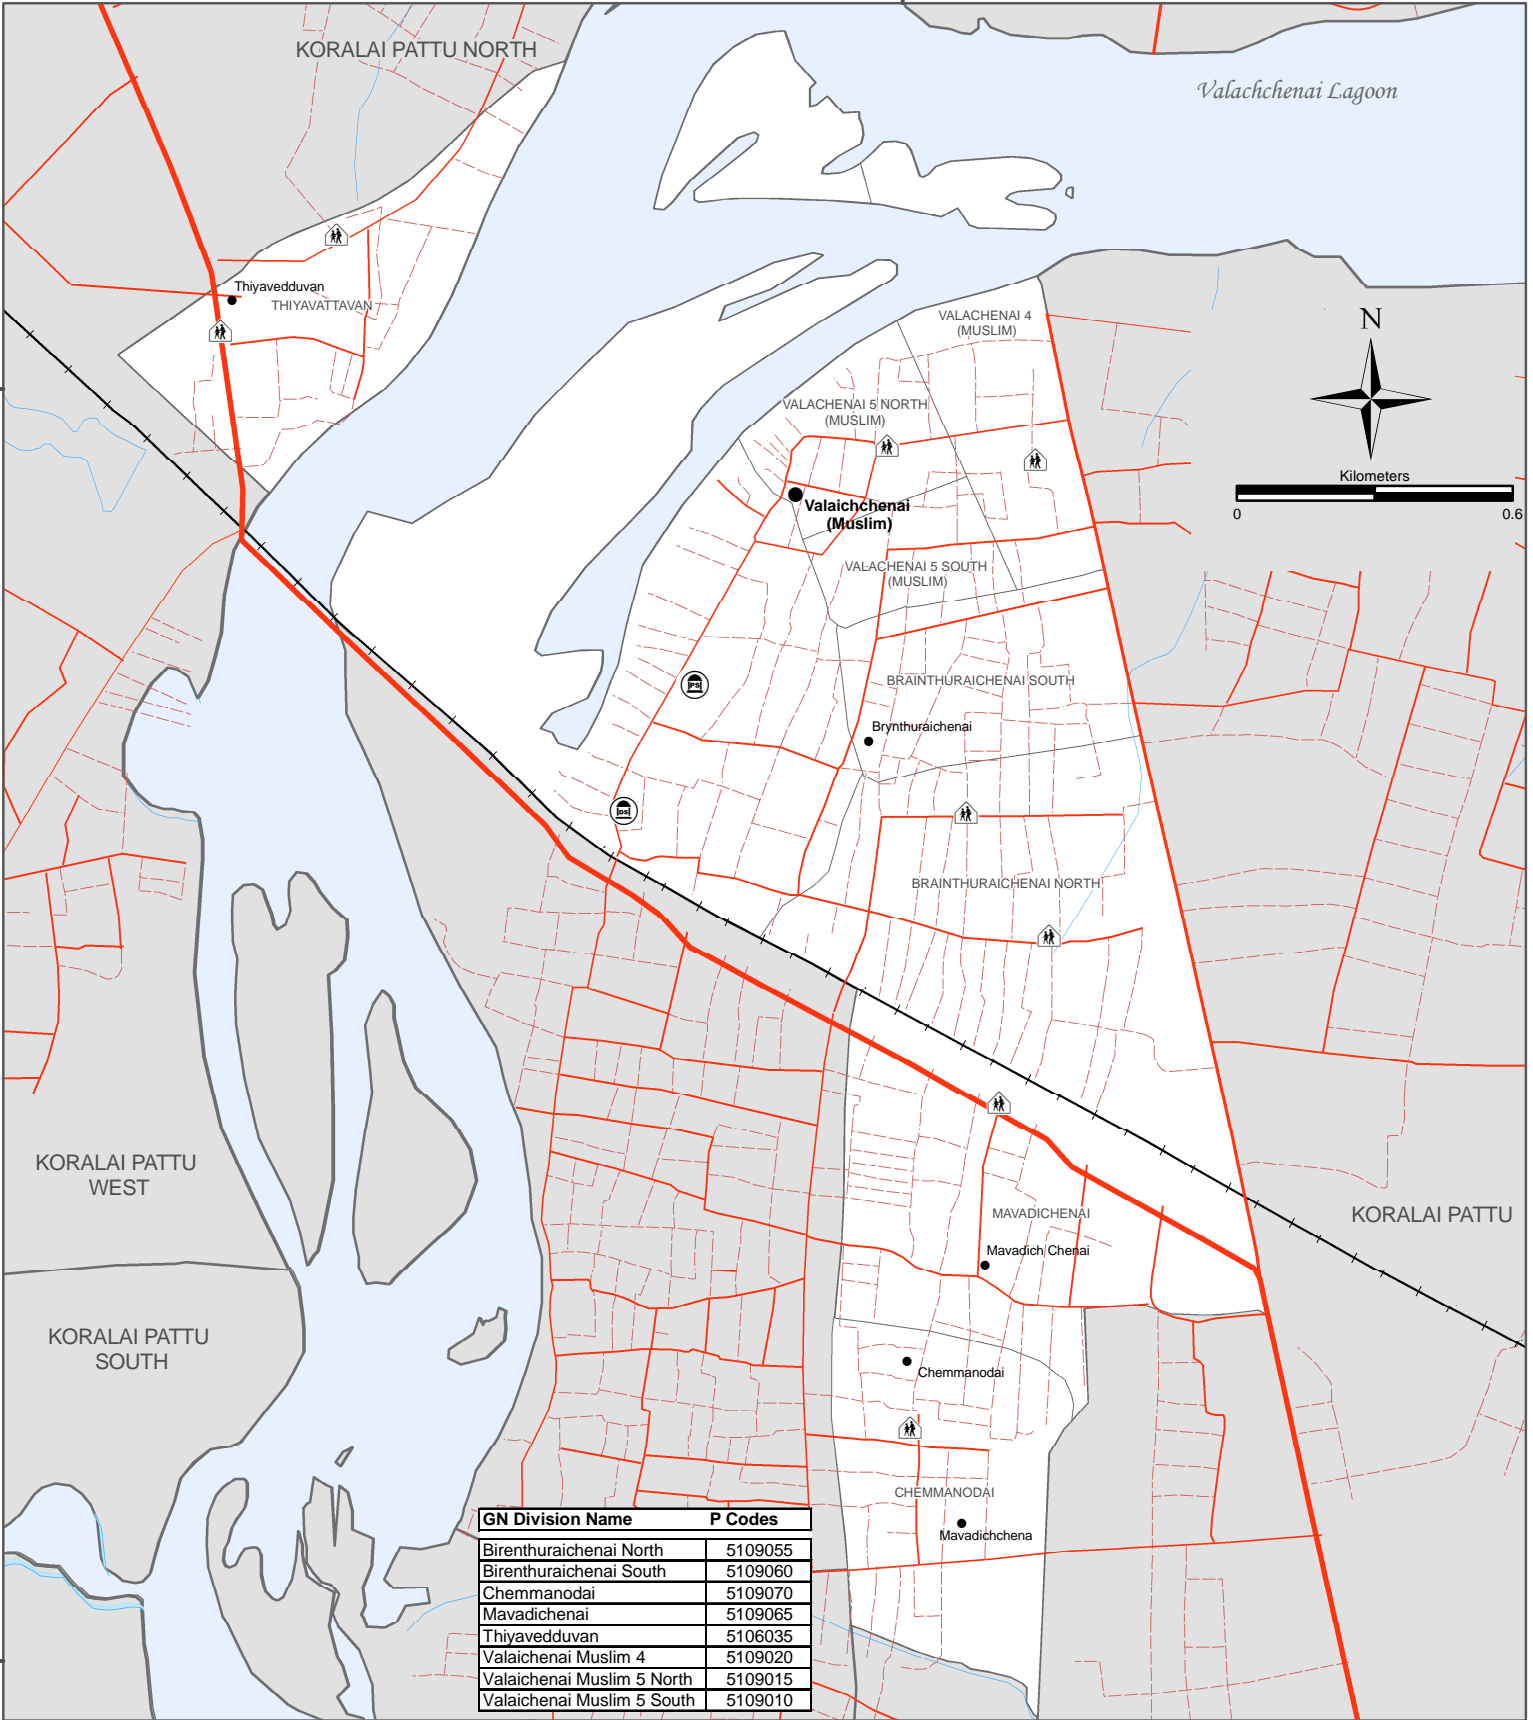 KORALAI PATTU NORTH
Valachchenai Lagoon
Thiyavedduvan
THIYAVATTAVAN
VALACHENAI 4
(MUSLIM)
N
VALACHENAI 5 NORTH
(MUSLIM)
Kilometers
0 0.6
Valaichchenai
(Muslim)
VALACHENAI 5 SOUTH
(MUSLIM)
PS
BRAINTHURAICHENAI SOUTH
Brynthuraichenai
DS
BRAINTHURAICHENAI NORTH
KORALAI PATTU
WEST
MAVADICHENAI
KORALAI PATTU
Mavadich Chenai
KORALAI PATTU
SOUTH
Chemmanodai
CHEMMANODAI
Mavadichchena
GN Division Name P Codes
Birenthuraichenai North 5109055
Birenthuraichenai South 5109060
Chemmanodai 5109070
Mavadichenai 5109065
Thiyavedduvan 5106035
Valaichenai Muslim 4 5109020
Valaichenai Muslim 5 North 5109015
Valaichenai Muslim 5 South 5109010